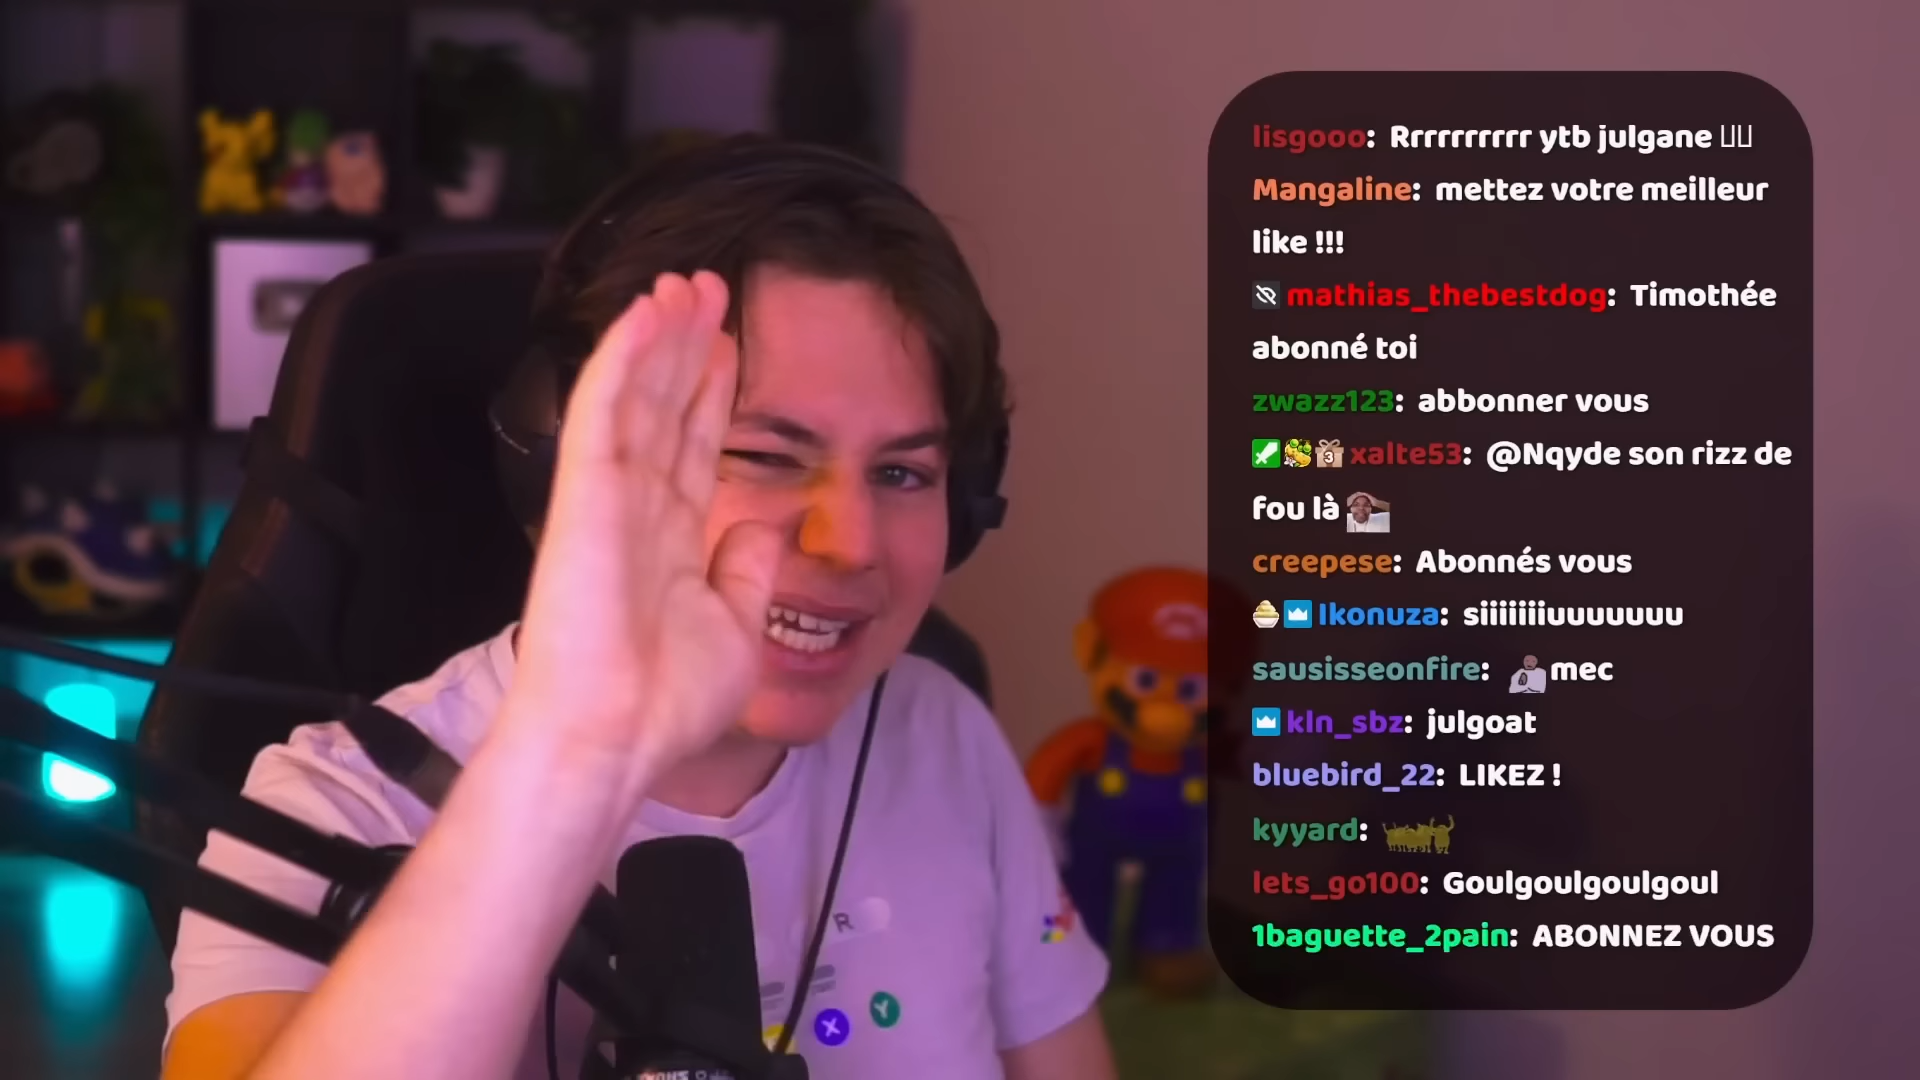 lisgooo: Rrrrrrrrrr ytb julgane
Mangaline: mettez votre meilleur
like !!!
mathias_thebestdog: Timothée
abonné toi
zwazz123: abbonner vous
3 xalte53: @Nqyde son rizz de
fou là
creepese: Abonnés vous
Ikonuza: siiiiiiiuuuuuuu
sausisseonfire: mec
kln_sbz: julgoat
bluebird_22: LIKEZ !
kyyard:
lets_go100: Goulgoulgoulgoul
1baguette_2pain: ABONNEZ VOUS
R
X
Y